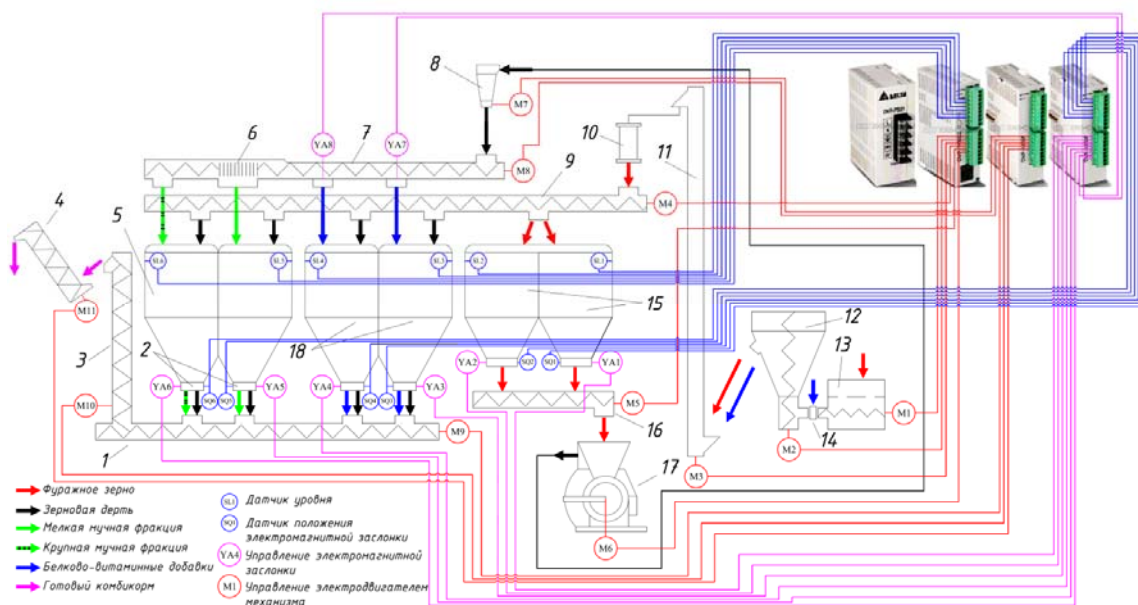 YA8
YA7
8
M7
6
7
M8
10
11
9
M4
4
5
SL6
SL5
SL4
SL3
SL2
SL1
15
12
13
M11
3
2
18
YA6
YA5
YA4
YA3
YA2
YA1
SQ6
SQ5
SQ4
SQ3
SQ2
SQ1
M10
M9
1
M5
16
17
M6
M3
M2
14
M1
Фуражное зерно
Зерновая дерть
Мелкая мучная фракция
Крупная мучная фракция
Белково-витаминные добавки
Готовый комбикорм
SL1
Датчик уровня
SQ1
Датчик положения
электромагнитной заслонки
YA4
Управление электромагнитной
заслонки
M1
Управление электродвигателем
механизма